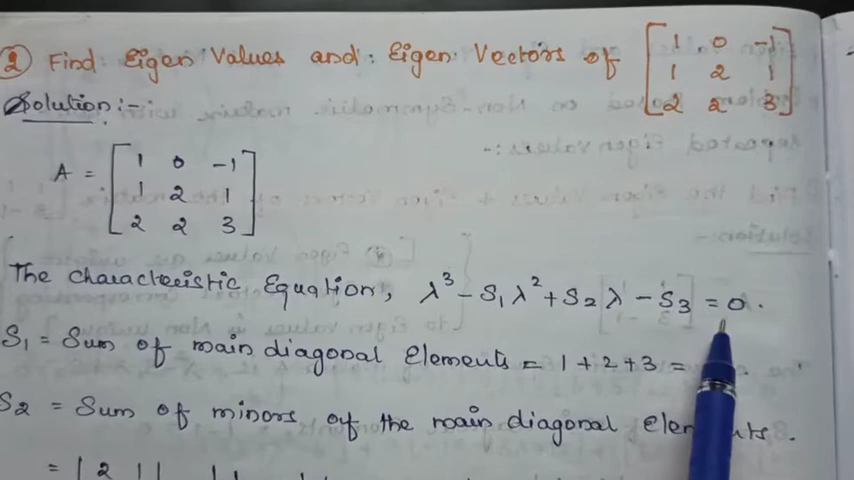 ② Find Eigen Values and Eigen Vectors of [1 0 -1
1 2 1
2 2 3]
Solution:-
A = [1 0 -1
1 2 1
2 2 3]
The characteristic Equation, λ³ - S₁λ² + S₂λ - S₃ = 0.
S₁ = Sum of main diagonal Elements = 1+2+3 =
S₂ = Sum of minors of the main diagonal